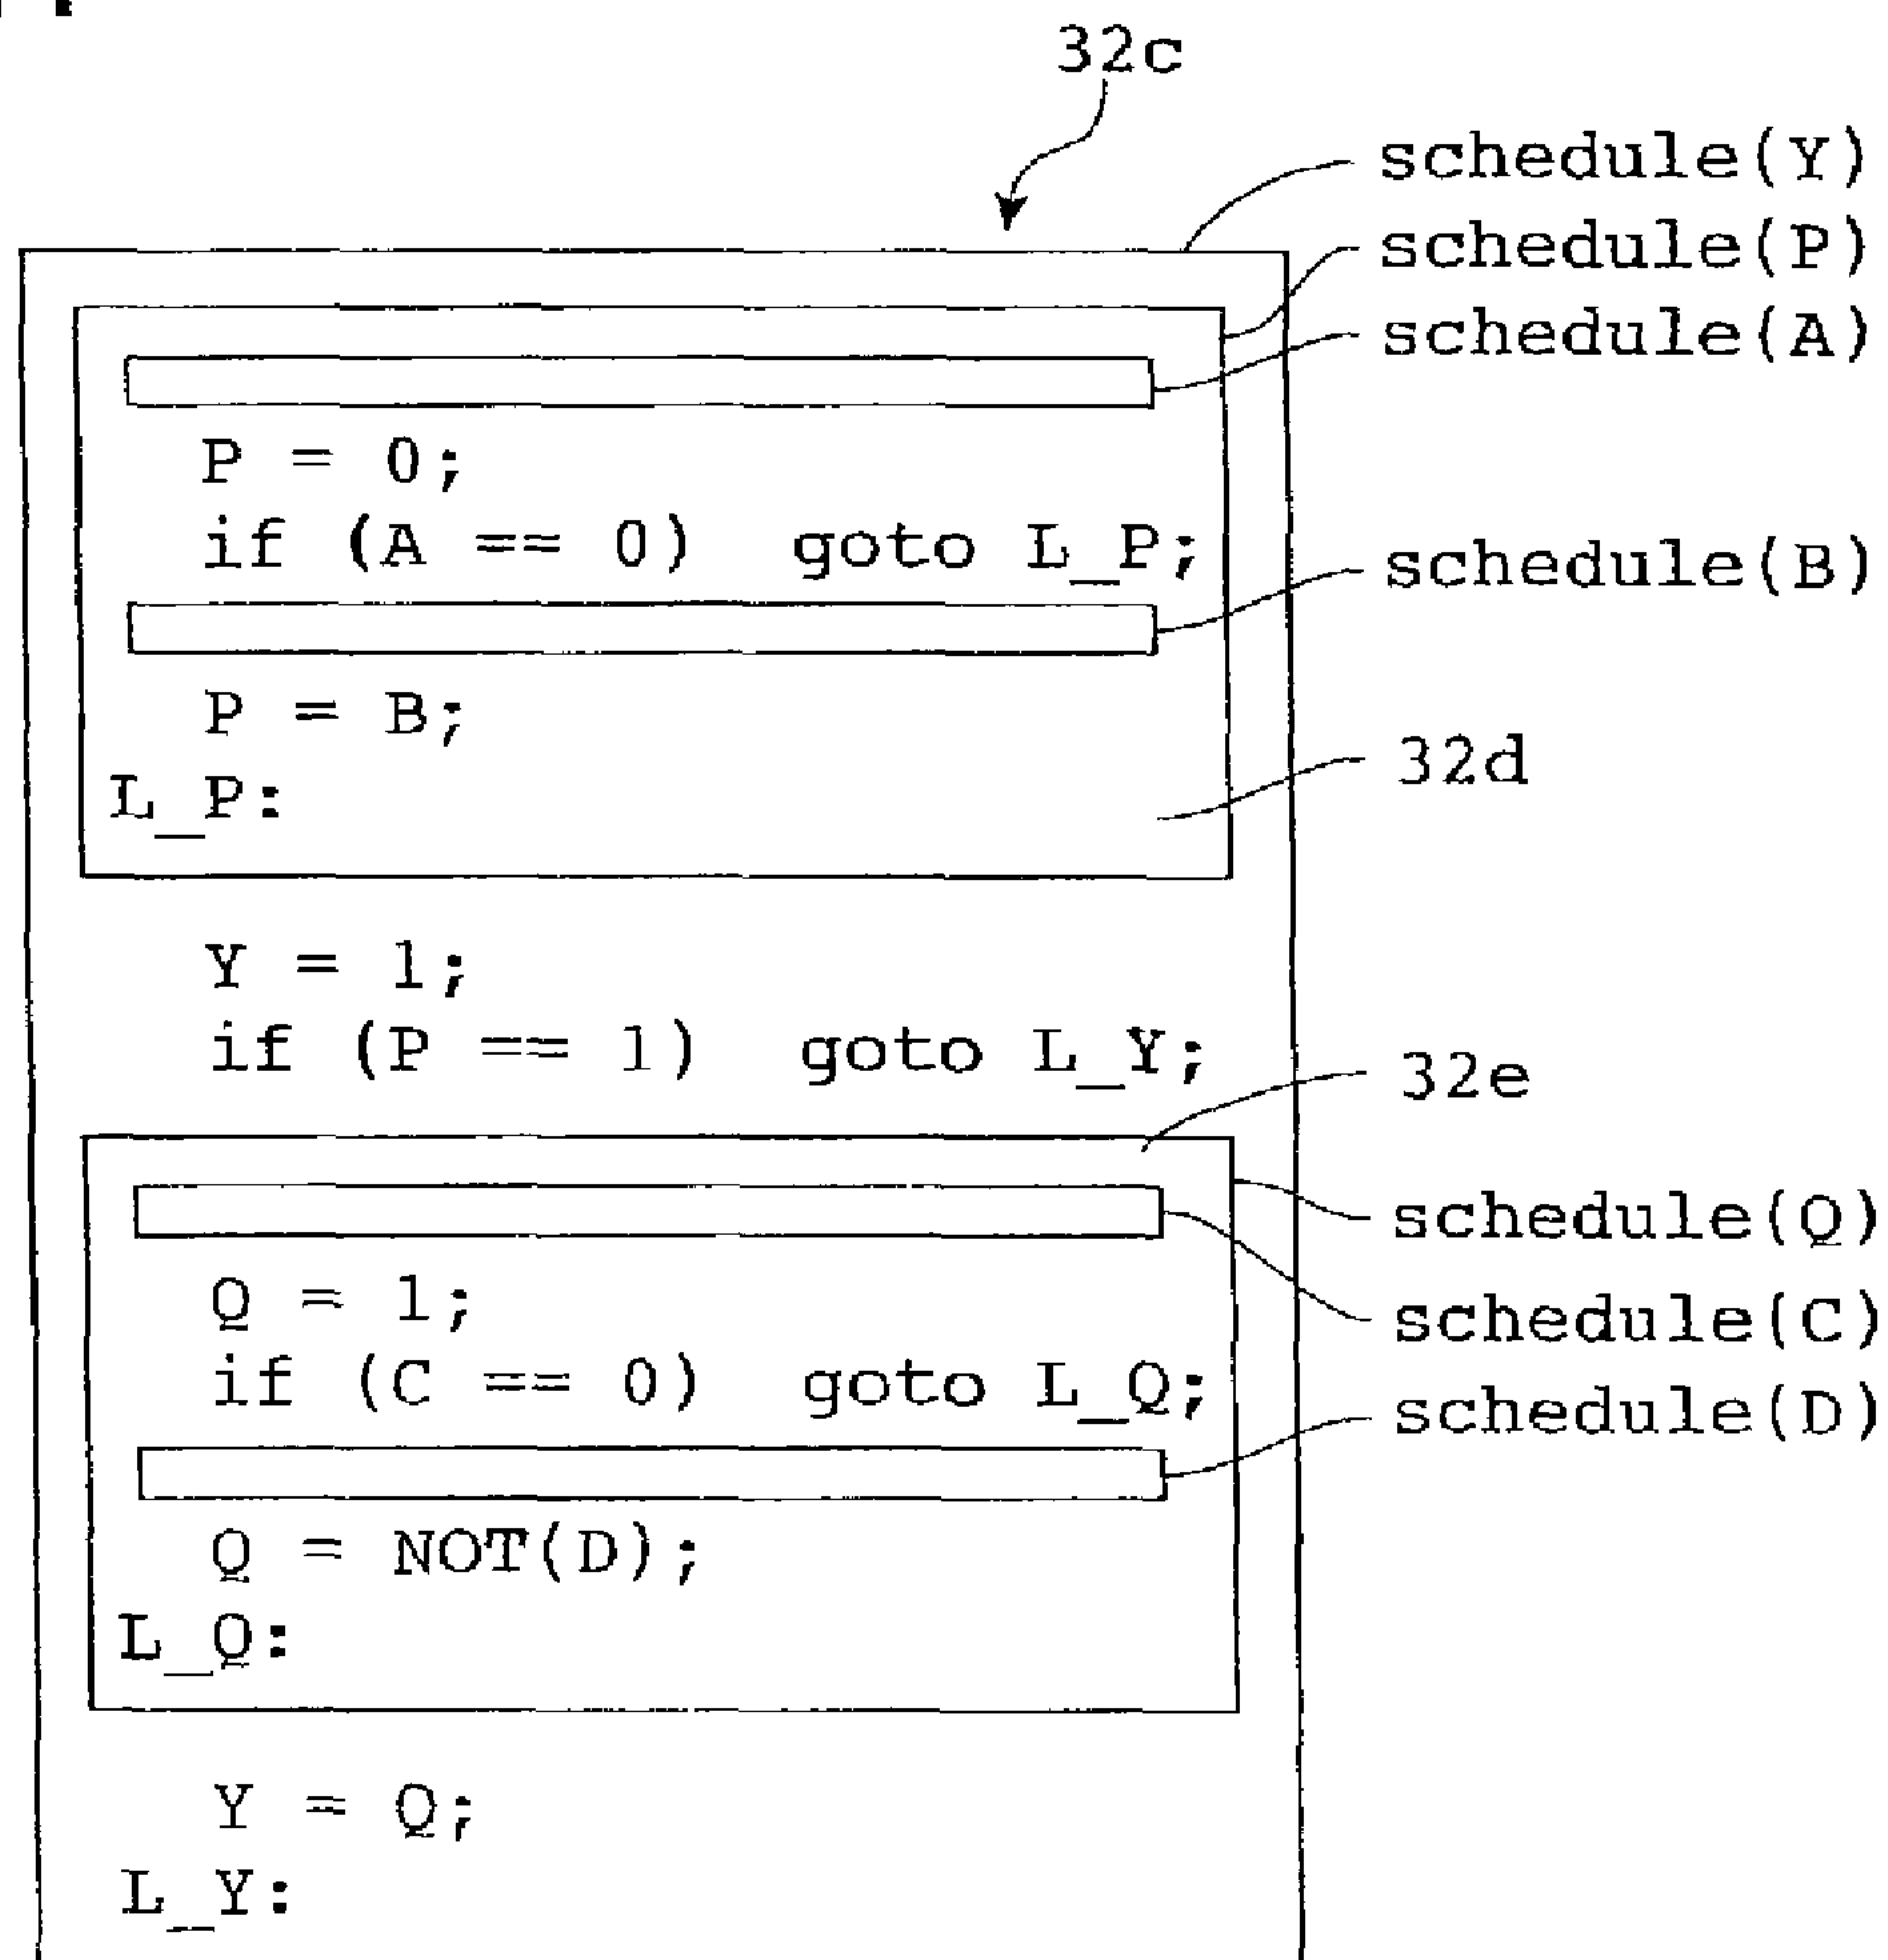 32c
schedule(Y)
schedule(P)
schedule(A)
P = 0;
if (A == 0) goto L_P;
schedule(B)
P = B;
32d
L_P:
Y = 1;
if (P == 1) goto L_Y;
32e
schedule(Q)
Q = 1;
schedule(C)
if (C == 0) goto L_Q;
schedule(D)
Q = NOT(D);
L_Q:
Y = Q;
L_Y: